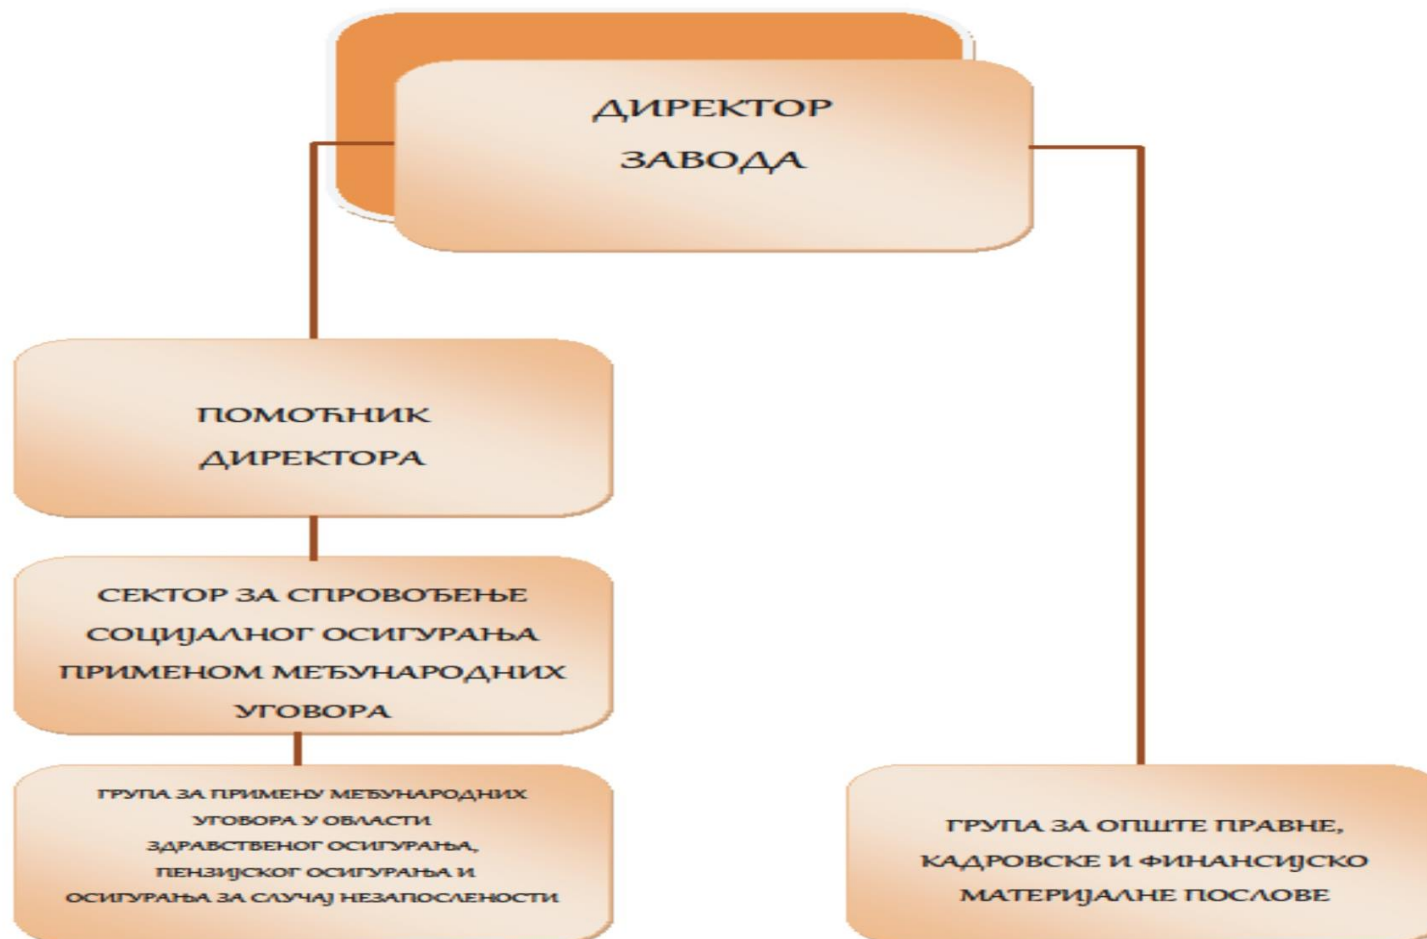 ДИРЕКТОР
ЗАВОДА
ПОМОЋНИК
ДИРЕКТОРА
СЕКТОР ЗА СПРОВОЂЕЊЕ
СОЦИЈАЛНОГ ОСИГУРАЊА
ПРИМЕНОМ МЕЂУНАРОДНИХ
УГОВОРА
ГРУПА ЗА ПРИМЕНУ МЕЂУНАРОДНИХ
УГОВОРА У ОБЛАСТИ
ЗДРАВСТВЕНОГ ОСИГУРАЊА,
ПЕНЗИЈСКОГ ОСИГУРАЊА И
ОСИГУРАЊА ЗА СЛУЧАЈ НЕЗАПОСЛЕНОСТИ
ГРУПА ЗА ОПШТЕ ПРАВНЕ,
КАДРОВСКЕ И ФИНАНСИЈСКО
МАТЕРИЈАЛНЕ ПОСЛОВЕ